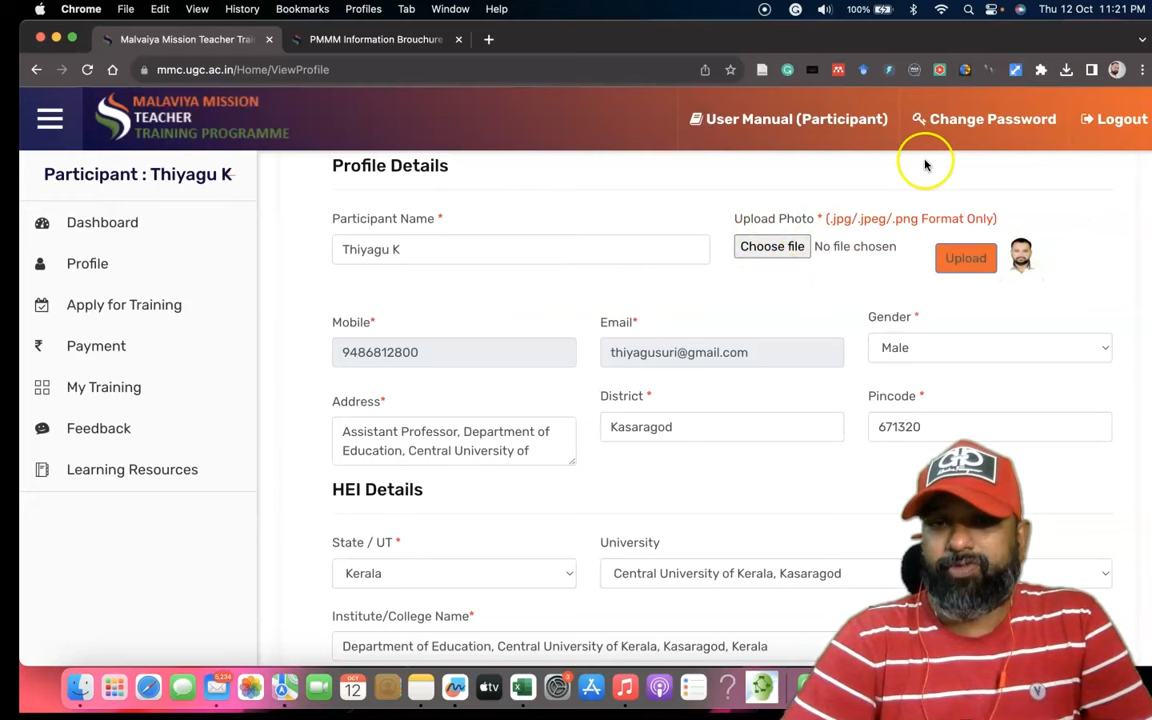 Chrome File Edit View History Bookmarks Profiles Tab Window Help 100% Thu 12 Oct 11:21 PM
Malvaiya Mission Teacher Trai PMMM Information Brouchure
mmc.ugc.ac.in/Home/ViewProfile
MALAVIYA MISSION
TEACHER
TRAINING PROGRAMME
User Manual (Participant) Change Password Logout
Participant : Thiyagu K
Dashboard
Profile
Apply for Training
₹ Payment
My Training
Feedback
Learning Resources
Profile Details
Participant Name * Upload Photo * (.jpg/.jpeg/.png Format Only)
Thiyagu K Choose file No file chosen Upload
Mobile* Email* Gender *
9486812800 thiyagusuri@gmail.com Male
Address* District * Pincode *
Assistant Professor, Department of Kasaragod 671320
Education, Central University of
HEI Details
State / UT * University
Kerala Central University of Kerala, Kasaragod
Institute/College Name*
Department of Education, Central University of Kerala, Kasaragod, Kerala
5,234
OCT
12
tv